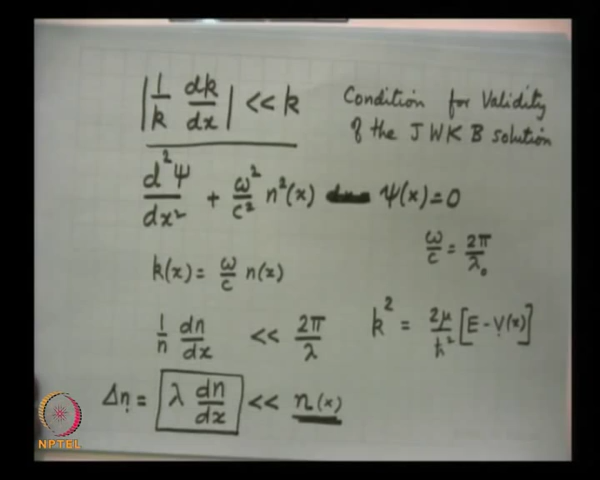 |1/k dk/dx| << k Condition for Validity
of the JWKB solution
d²Ψ/dx² + ω²/c² n²(x) Ψ(x)=0
ω/c = 2π/λ₀
k(x) = ω/c n(x)
1/n dn/dx << 2π/λ k² = 2μ/ħ² [E - V(x)]
Δn = λ dn/dx << n(x)
NPTEL